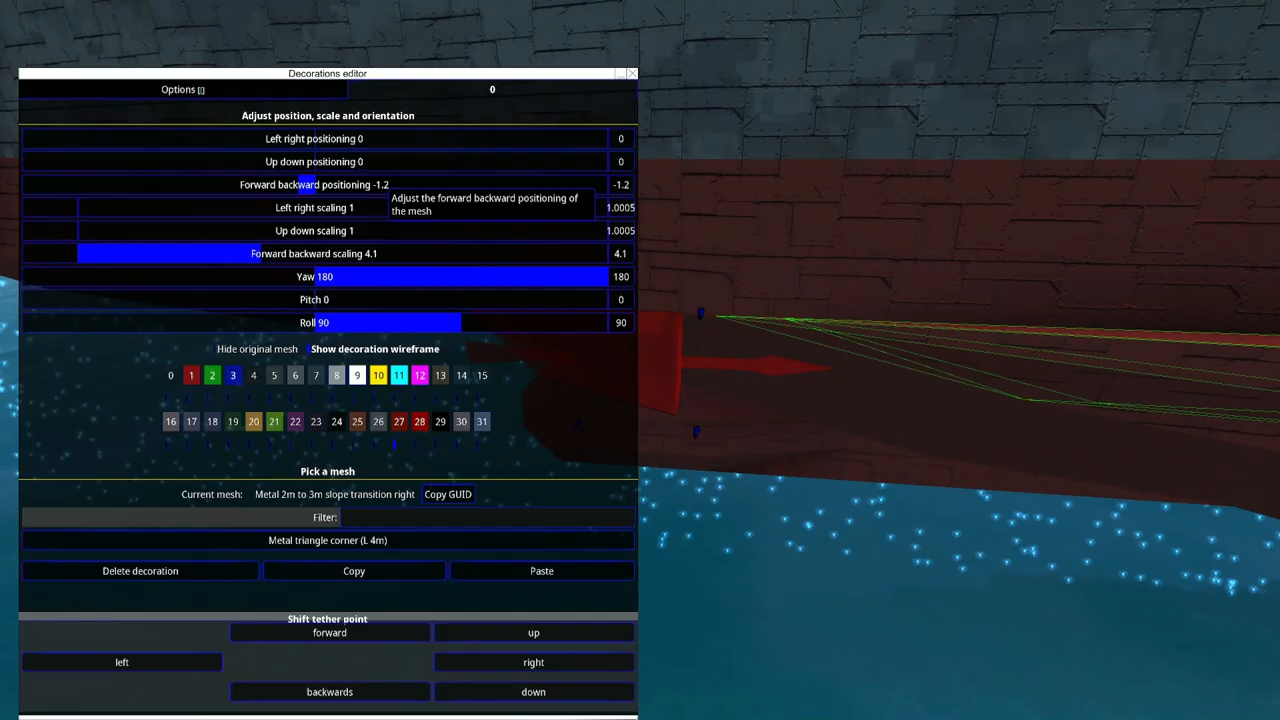 Decorations editor
Options [[]
0
Adjust position, scale and orientation
Left right positioning 0
0
Up down positioning 0
0
Forward backward positioning -1.2
-1.2
Adjust the forward backward positioning of
the mesh
Left right scaling 1
1.0005
Up down scaling 1
1.0005
Forward backward scaling 4.1
4.1
Yaw 180
180
Pitch 0
0
Roll 90
90
Hide original mesh
Show decoration wireframe
0 1 2 3 4 5 6 7 8 9 10 11 12 13 14 15
16 17 18 19 20 21 22 23 24 25 26 27 28 29 30 31
Pick a mesh
Current mesh: Metal 2m to 3m slope transition right Copy GUID
Filter:
Metal triangle corner (L 4m)
Delete decoration Copy Paste
Shift tether point
forward up
left right
backwards down